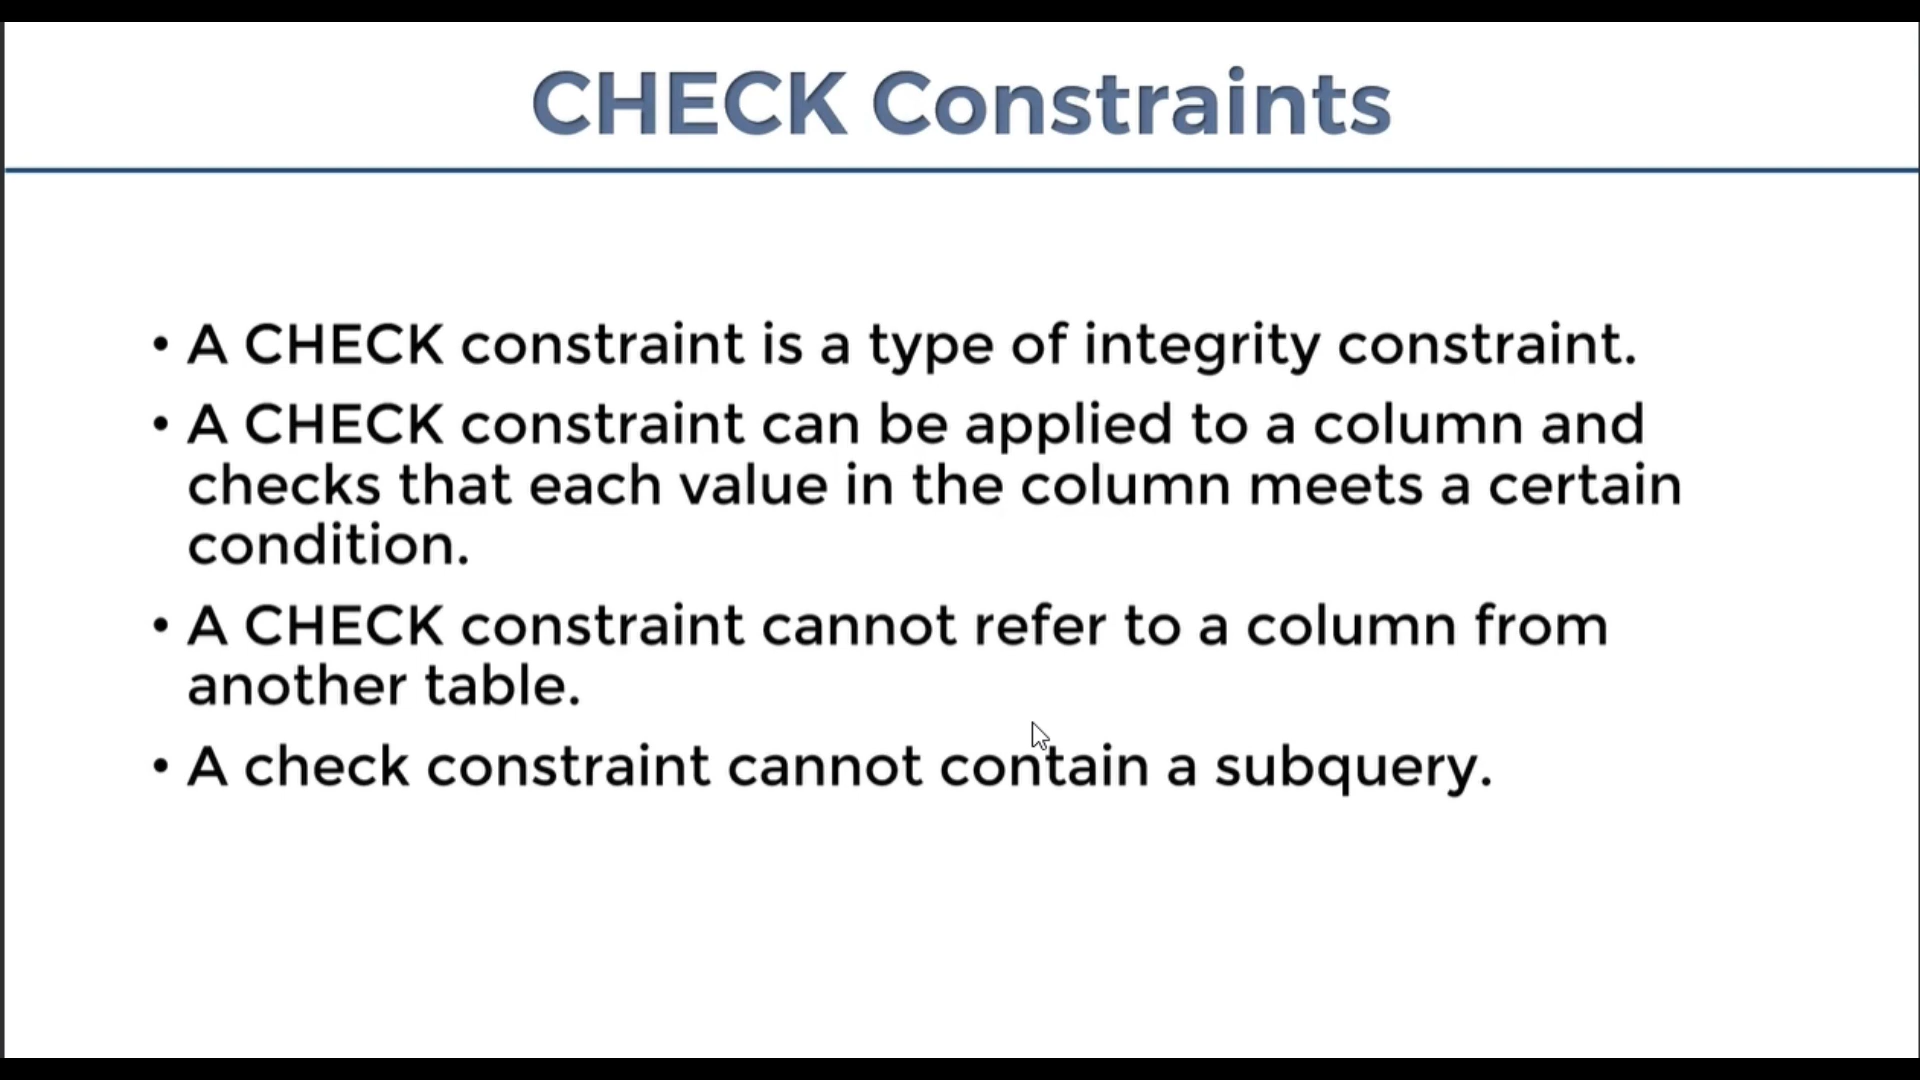 CHECK Constraints
• A CHECK constraint is a type of integrity constraint.
• A CHECK constraint can be applied to a column and
checks that each value in the column meets a certain
condition.
• A CHECK constraint cannot refer to a column from
another table.
• A check constraint cannot contain a subquery.